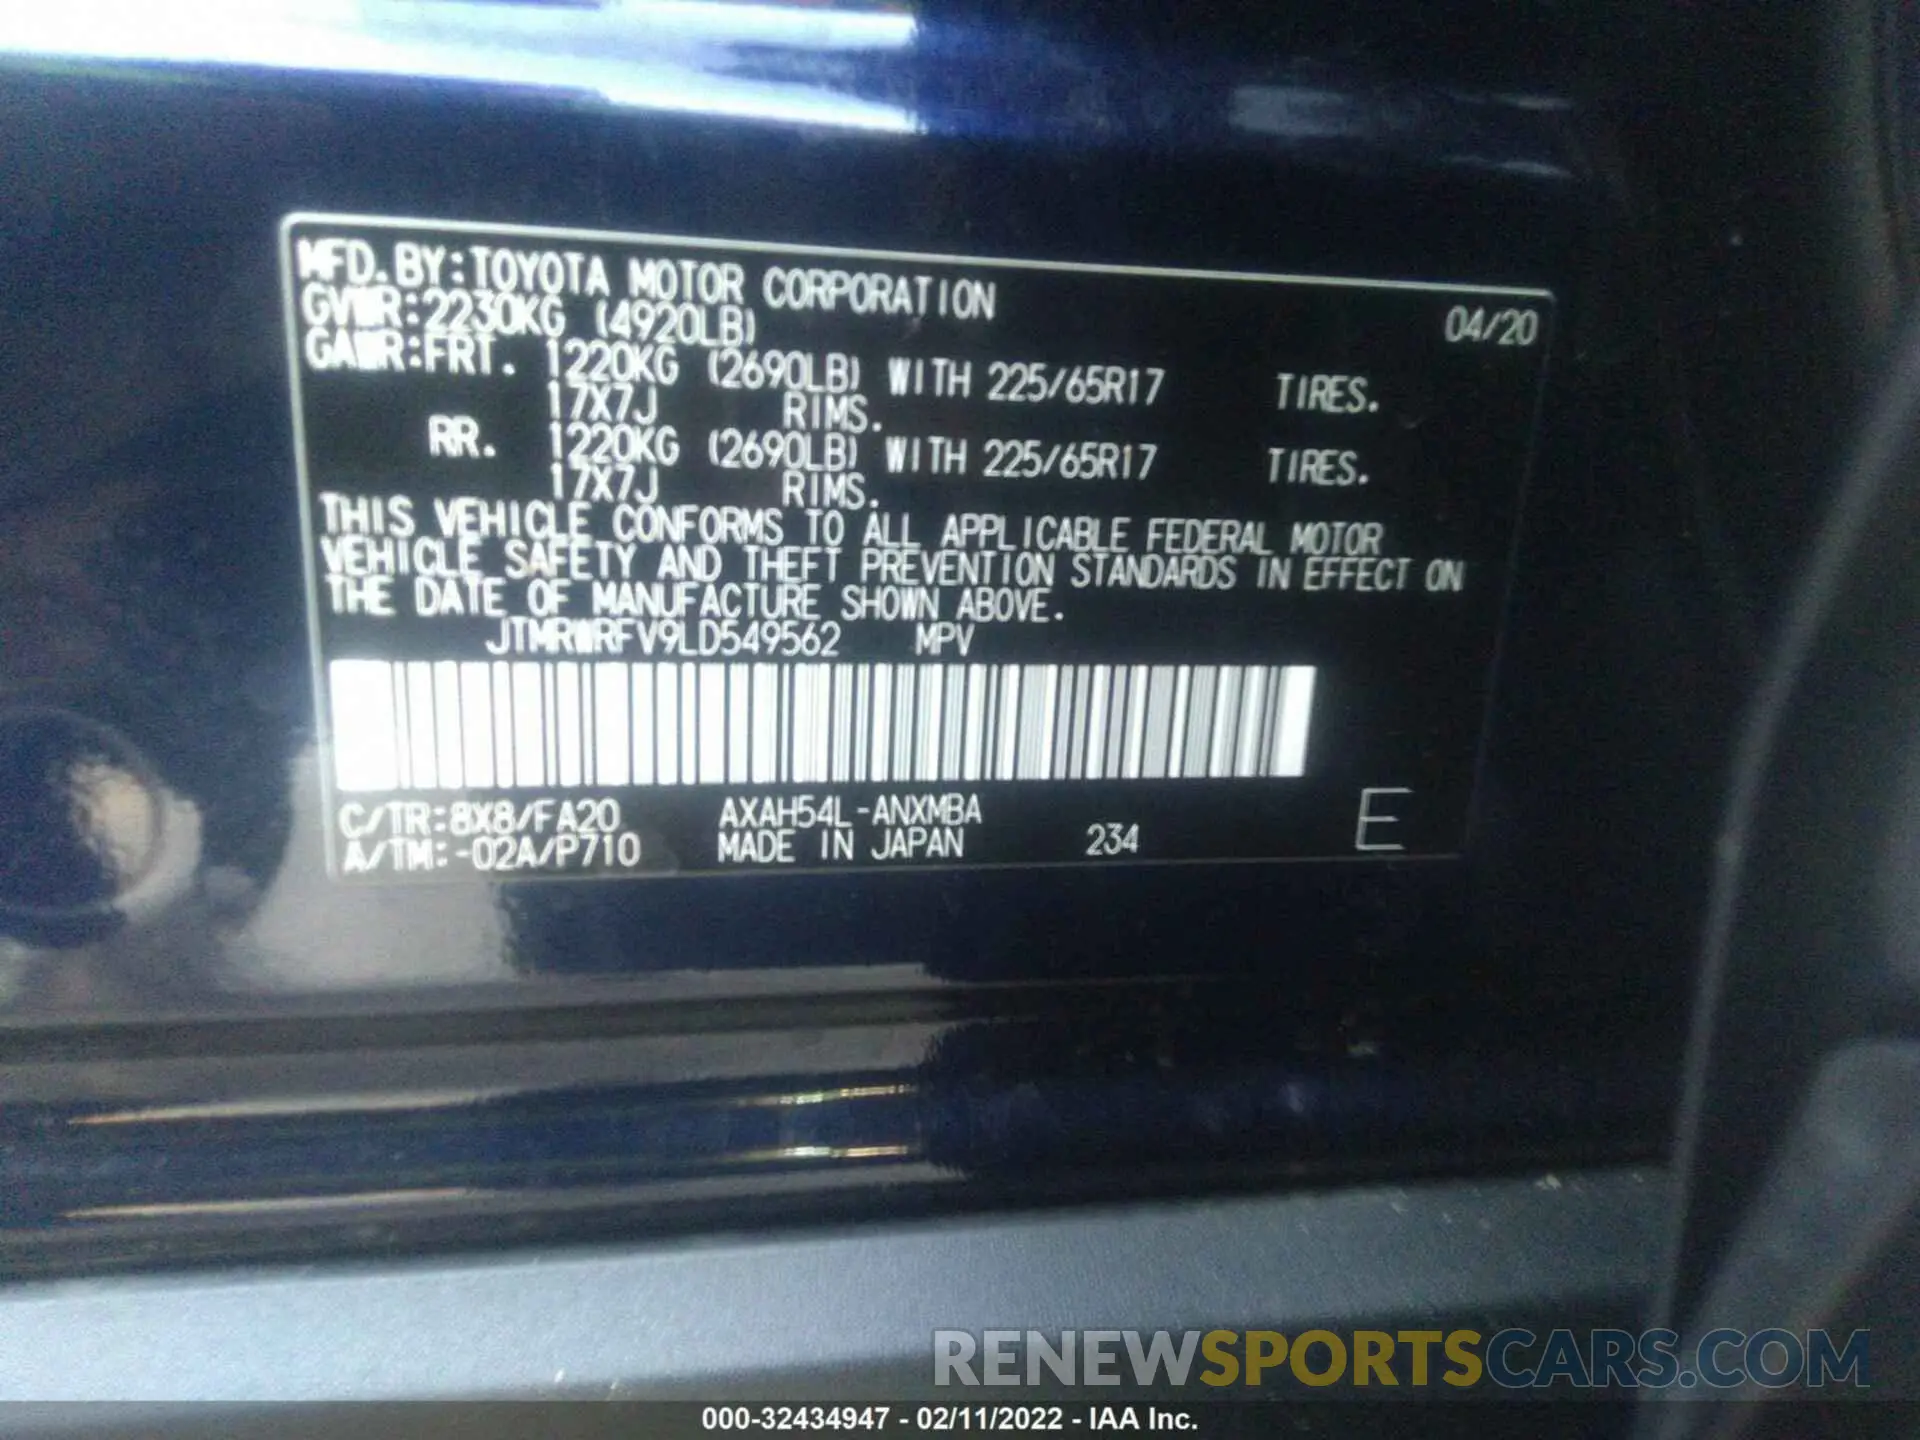 MFD.BY:TOYOTA MOTOR CORPORATION 04/20
GVWR:2230KG (4920LB)
GAWR:FRT. 1220KG (2690LB) WITH 225/65R17 TIRES.
17X7J RIMS.
RR. 1220KG (2690LB) WITH 225/65R17 TIRES.
17X7J RIMS.
THIS VEHICLE CONFORMS TO ALL APPLICABLE FEDERAL MOTOR
VEHICLE SAFETY AND THEFT PREVENTION STANDARDS IN EFFECT ON
THE DATE OF MANUFACTURE SHOWN ABOVE.
JTMRWRFV9LD549562 MPV
C/TR:8X8/FA20 AXAH54L-ANXMBA
A/TM:-02A/P710 MADE IN JAPAN 234 E
RENEWSPORTSCARS.COM
000-32434947 - 02/11/2022 - IAA Inc.